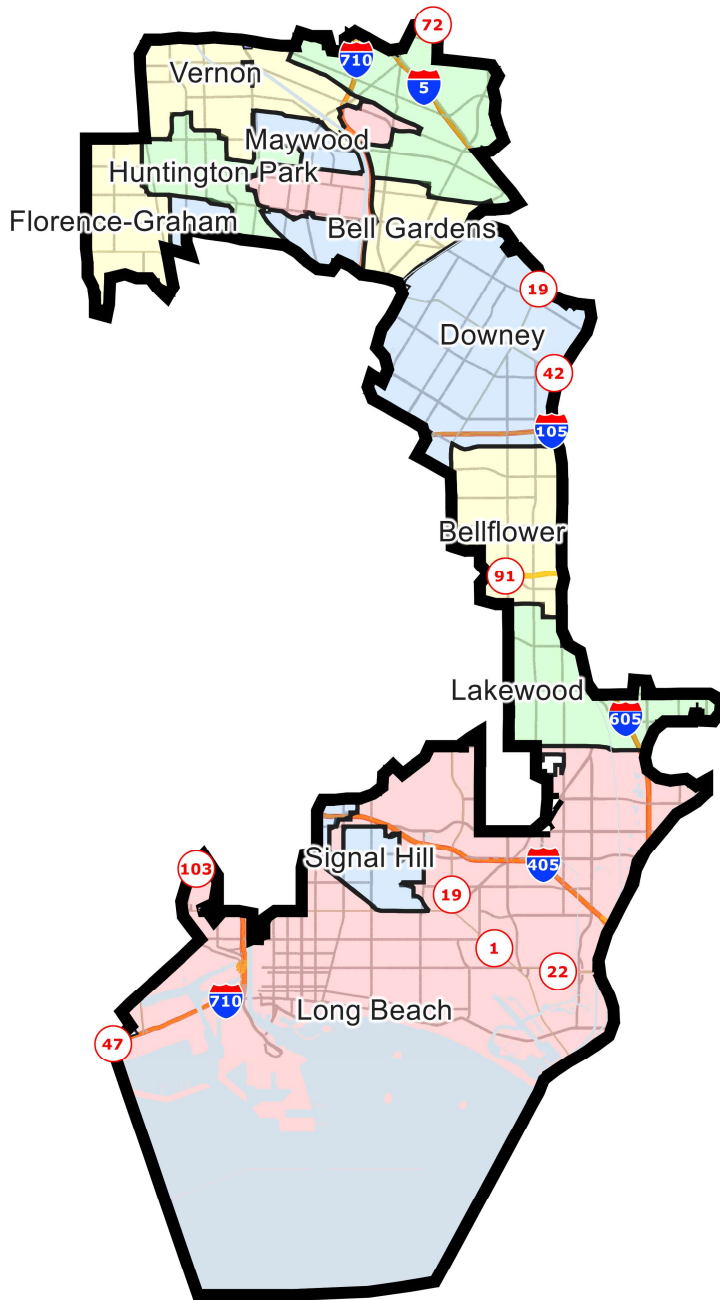 72
710
5
Vernon
Maywood
Huntington Park
Florence-Graham
Bell Gardens
19
Downey
42
105
Bellflower
91
Lakewood
605
Signal Hill
103
405
19
1
22
710
Long Beach
47